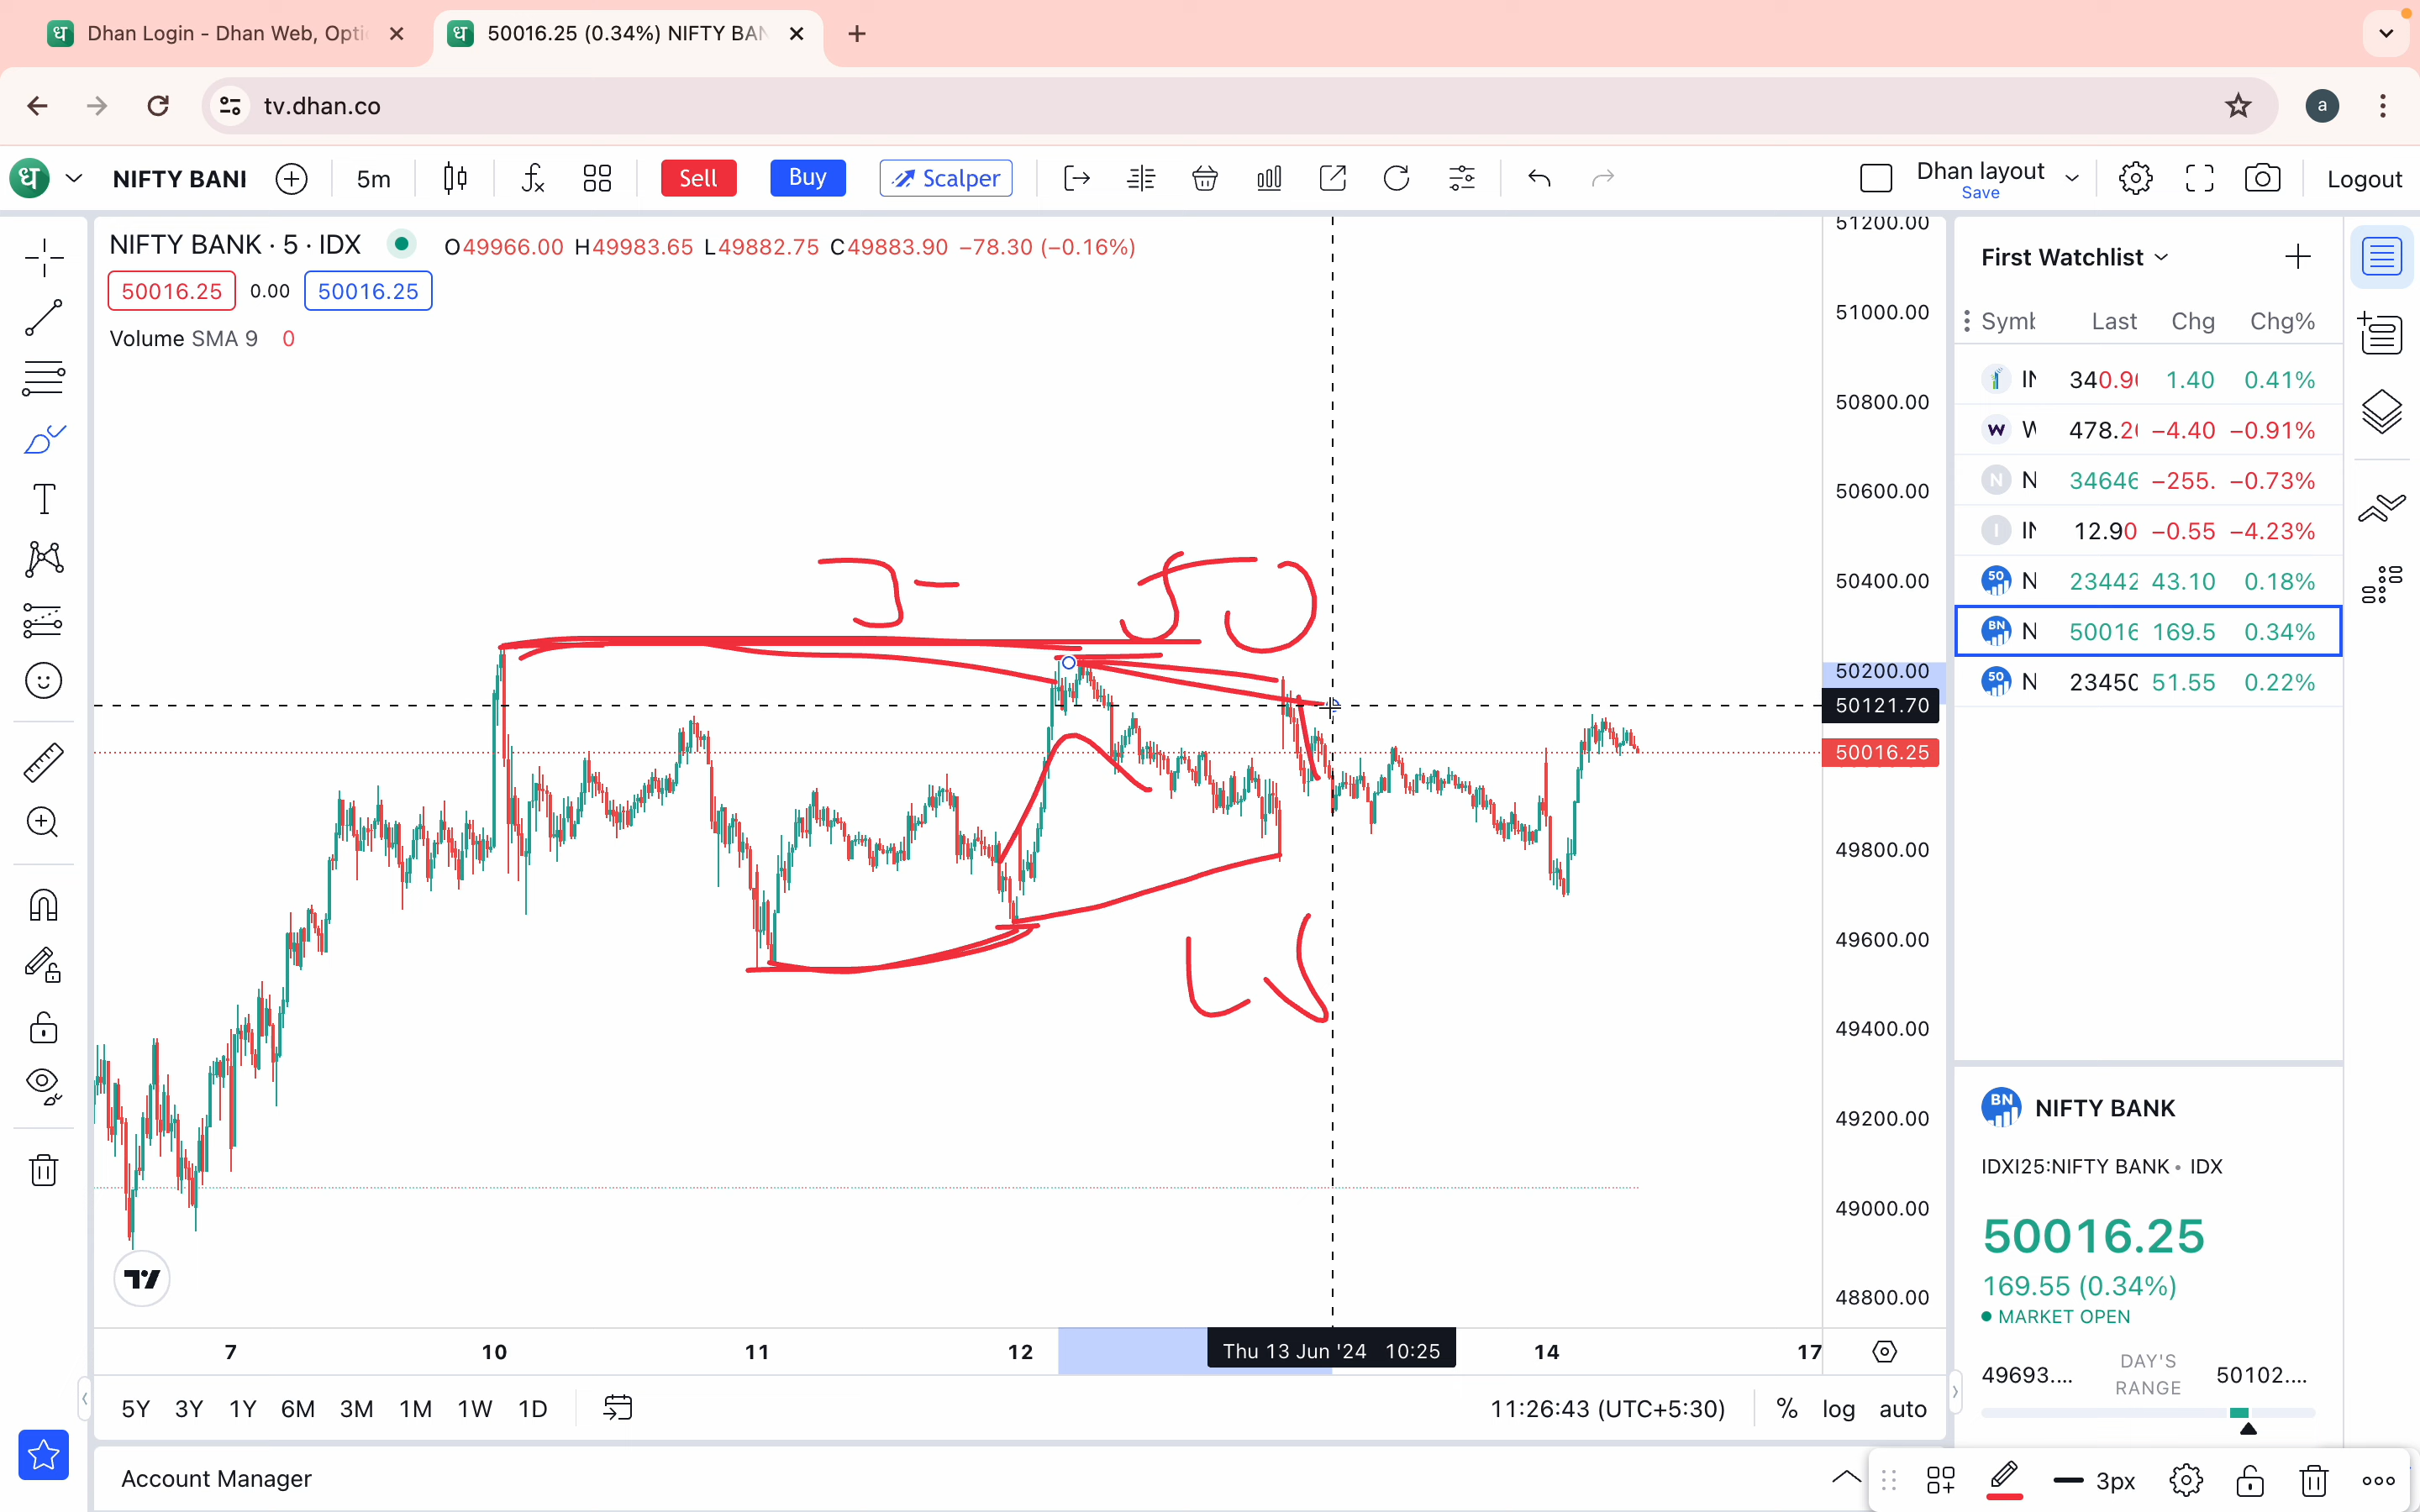 Dhan Login - Dhan Web, Opti
50016.25 (0.34%) NIFTY BAN
tv.dhan.co
a
ध NIFTY BANI 5m Sell Buy Scalper Dhan layout Save Logout
NIFTY BANK · 5 · IDX O49966.00 H49983.65 L49882.75 C49883.90 −78.30 (−0.16%)
50016.25 0.00 50016.25
Volume SMA 9 0
51200.00
51000.00
50800.00
50600.00
50400.00
50200.00
50121.70
50016.25
49800.00
49600.00
49400.00
49200.00
49000.00
48800.00
7 10 11 12 Thu 13 Jun '24 10:25 14 17
5Y 3Y 1Y 6M 3M 1M 1W 1D 11:26:43 (UTC+5:30) % log auto
Account Manager
First Watchlist
Last Chg Chg%
340.9 1.40 0.41%
W 478.2 −4.40 −0.91%
N N 34646 −255. −0.73%
I 12.90 −0.55 −4.23%
50 N 23442 43.10 0.18%
BN N 50016 169.5 0.34%
50 N 2345 51.55 0.22%
BN NIFTY BANK
IDXI25:NIFTY BANK • IDX
50016.25
169.55 (0.34%)
MARKET OPEN
49693.... DAY'S RANGE 50102....
3px